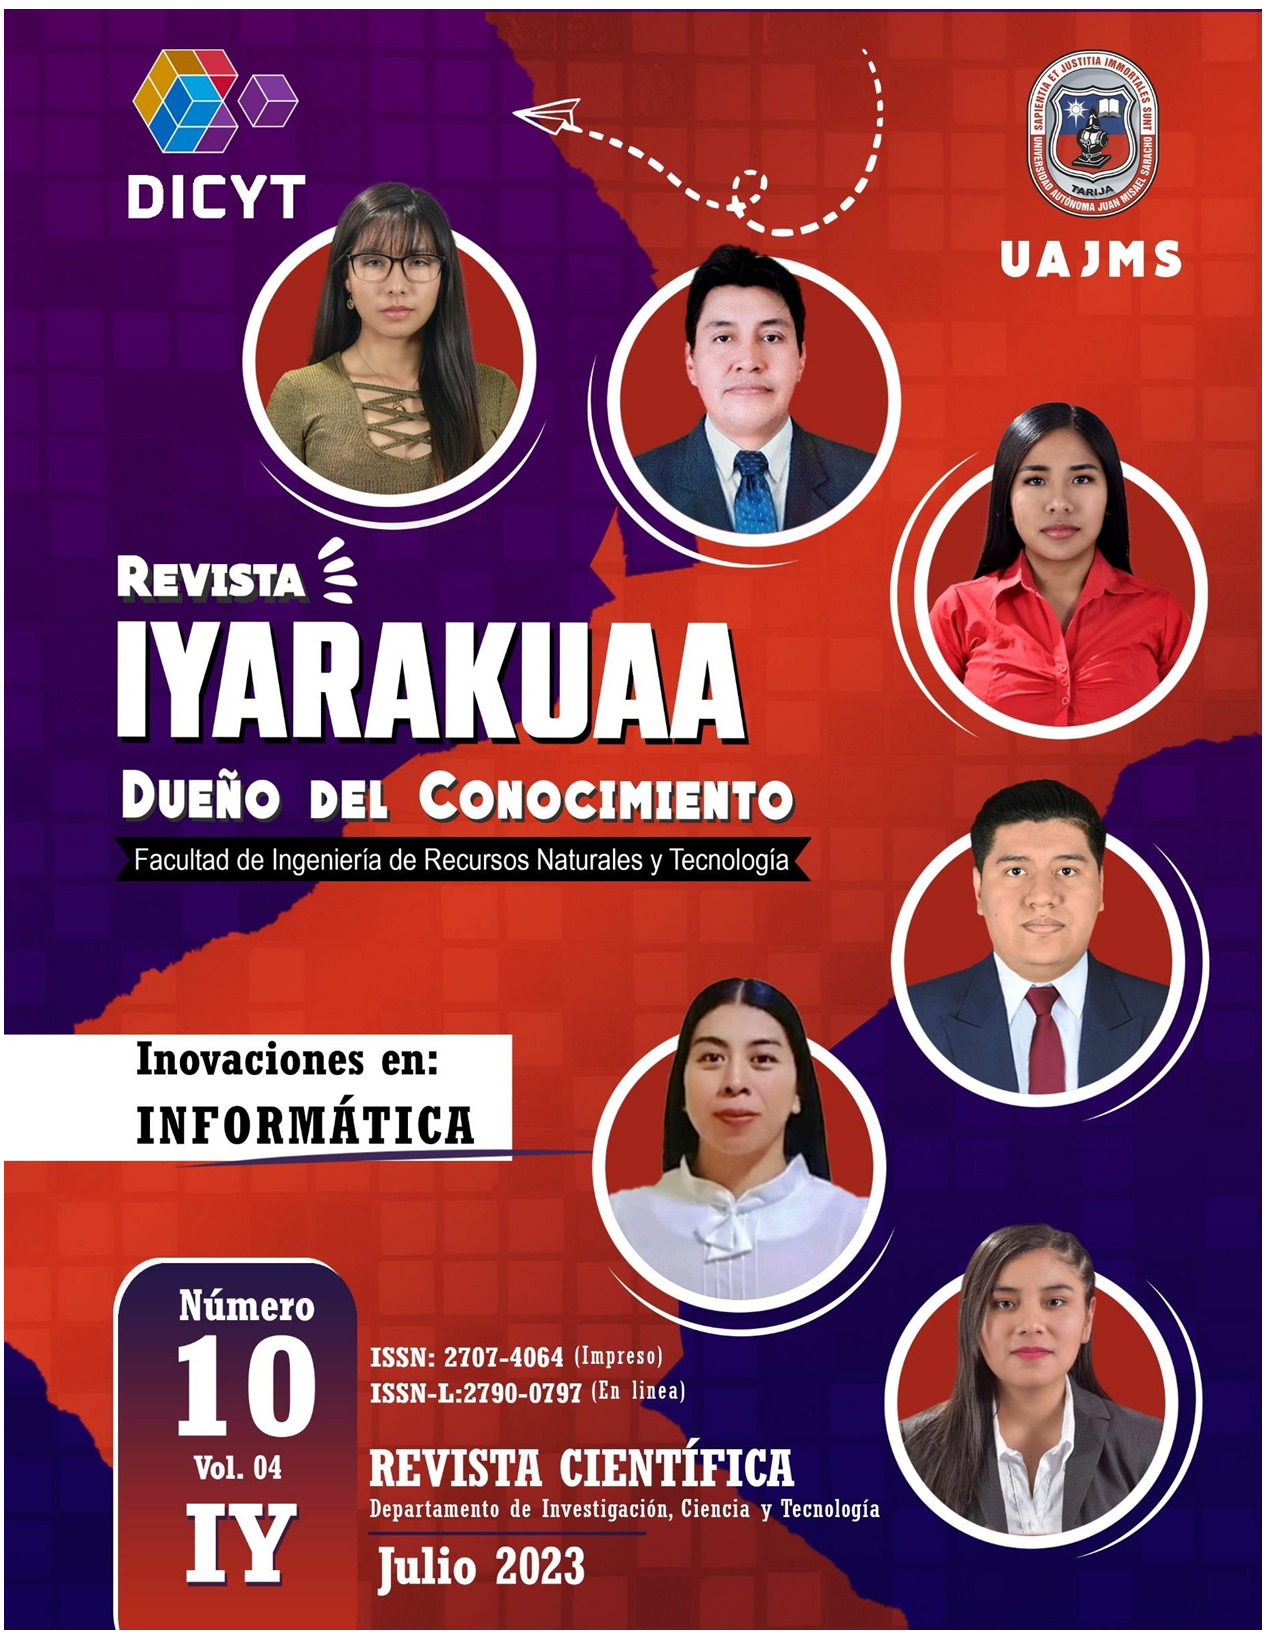 DICYT
SAPIENTIA ET JUSTITIA IMMORTALES SUNT
UNIVERSIDAD AUTÓNOMA JUAN MISAEL SARACHO
TARIJA
UAJMS
REVISTA
IYARAKUAA
DUEÑO DEL CONOCIMIENTO
Facultad de Ingeniería de Recursos Naturales y Tecnología
Inovaciones en:
INFORMÁTICA
Número
10
Vol. 04
IY
ISSN: 2707-4064 (Impreso)
ISSN-L:2790-0797 (En linea)
REVISTA CIENTÍFICA
Departamento de Investigación, Ciencia y Tecnología
Julio 2023